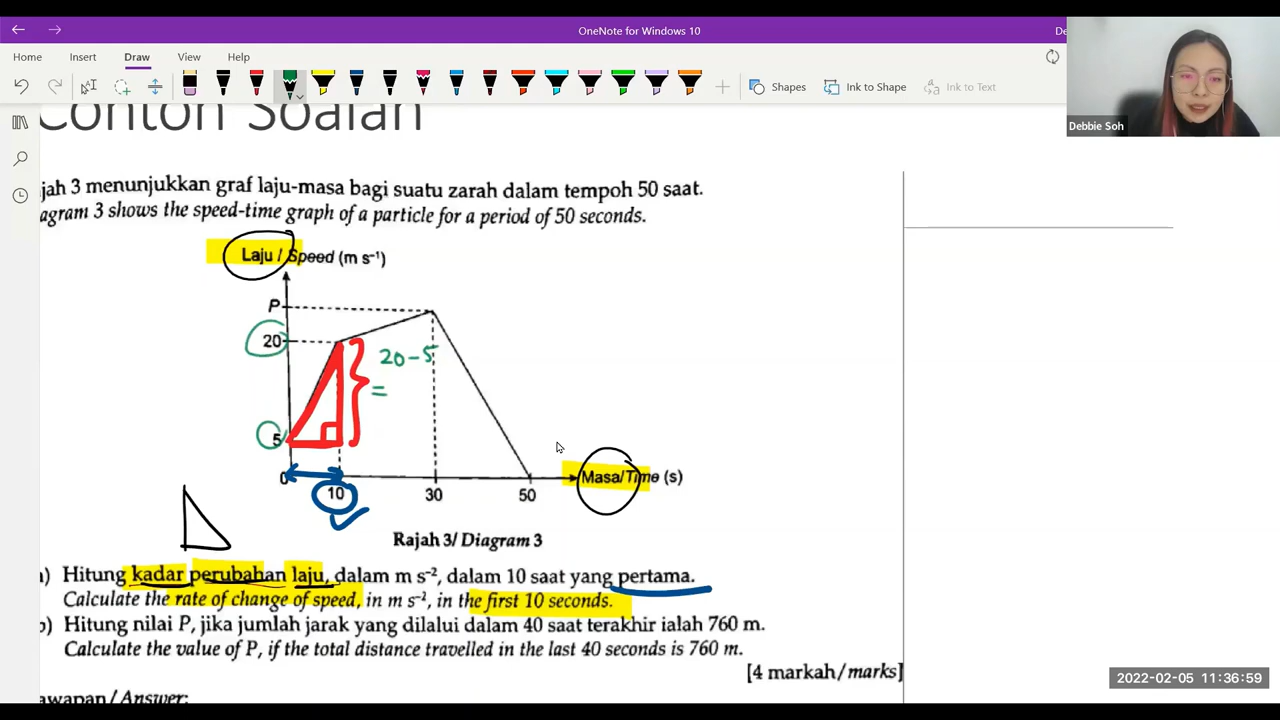 OneNote for Windows 10
De
Home Insert Draw View Help
Shapes Ink to Shape Ink to Text
Debbie Soh
Conton Soalan
jah 3 menunjukkan graf laju-masa bagi suatu zarah dalam tempoh 50 saat.
agram 3 shows the speed-time graph of a particle for a period of 50 seconds.
Laju / Speed (m s⁻¹)
P
20
20-5
=
5
0
10 30 50
Masa/Time (s)
Rajah 3/ Diagram 3
a) Hitung kadar perubahan laju, dalam m s⁻², dalam 10 saat yang pertama.
Calculate the rate of change of speed, in m s⁻², in the first 10 seconds.
b) Hitung nilai P, jika jumlah jarak yang dilalui dalam 40 saat terakhir ialah 760 m.
Calculate the value of P, if the total distance travelled in the last 40 seconds is 760 m.
[4 markah/marks]
2022-02-05 11:36:59
awapan/Answer: